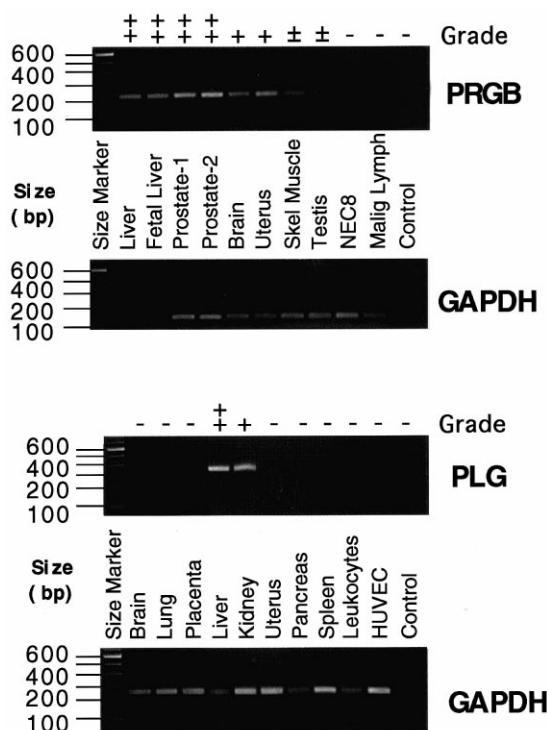 ++ ++ ++ ++ + + ± ± - - - Grade
600
400
200
100
PRGB
Size
( bp)
Size Marker
Liver
Fetal Liver
Prostate-1
Prostate-2
Brain
Uterus
Skel Muscle
Testis
NEC8
Malig Lymph
Control
600
400
200
100
GAPDH
- - - ++ + - - - - - - Grade
600
400
200
100
PLG
Size
( bp)
Size Marker
Brain
Lung
Placenta
Liver
Kidney
Uterus
Pancreas
Spleen
Leukocytes
HUVEC
Control
600
400
200
100
GAPDH